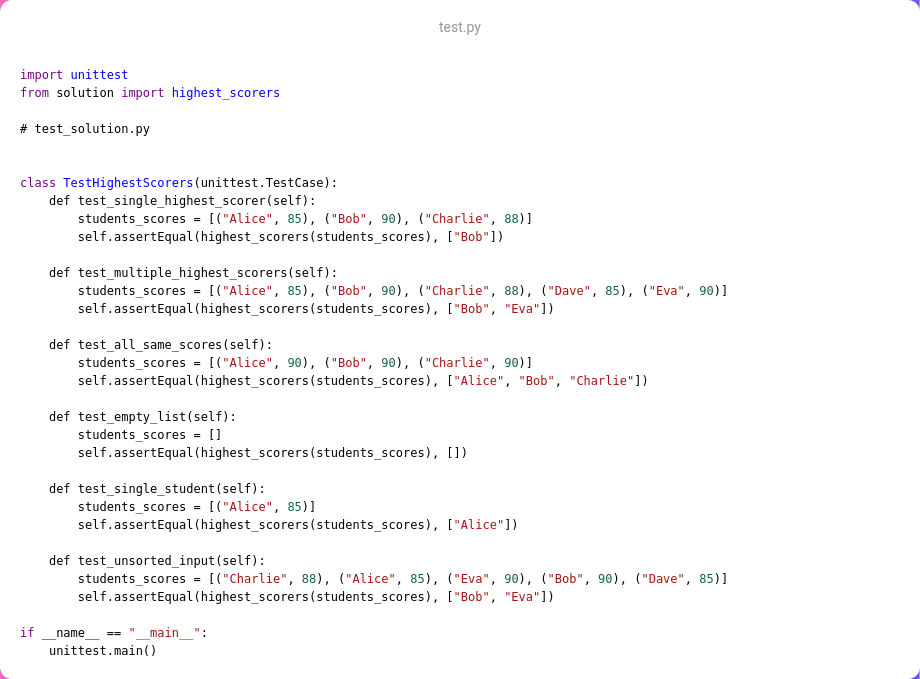 test.py
import unittest
from solution import highest_scorers
# test_solution.py
class TestHighestScorers(unittest.TestCase):
    def test_single_highest_scorer(self):
        students_scores = [("Alice", 85), ("Bob", 90), ("Charlie", 88)]
        self.assertEqual(highest_scorers(students_scores), ["Bob"])
    def test_multiple_highest_scorers(self):
        students_scores = [("Alice", 85), ("Bob", 90), ("Charlie", 88), ("Dave", 85), ("Eva", 90)]
        self.assertEqual(highest_scorers(students_scores), ["Bob", "Eva"])
    def test_all_same_scores(self):
        students_scores = [("Alice", 90), ("Bob", 90), ("Charlie", 90)]
        self.assertEqual(highest_scorers(students_scores), ["Alice", "Bob", "Charlie"])
    def test_empty_list(self):
        students_scores = []
        self.assertEqual(highest_scorers(students_scores), [])
    def test_single_student(self):
        students_scores = [("Alice", 85)]
        self.assertEqual(highest_scorers(students_scores), ["Alice"])
    def test_unsorted_input(self):
        students_scores = [("Charlie", 88), ("Alice", 85), ("Eva", 90), ("Bob", 90), ("Dave", 85)]
        self.assertEqual(highest_scorers(students_scores), ["Bob", "Eva"])
if __name__ == "__main__":
    unittest.main()